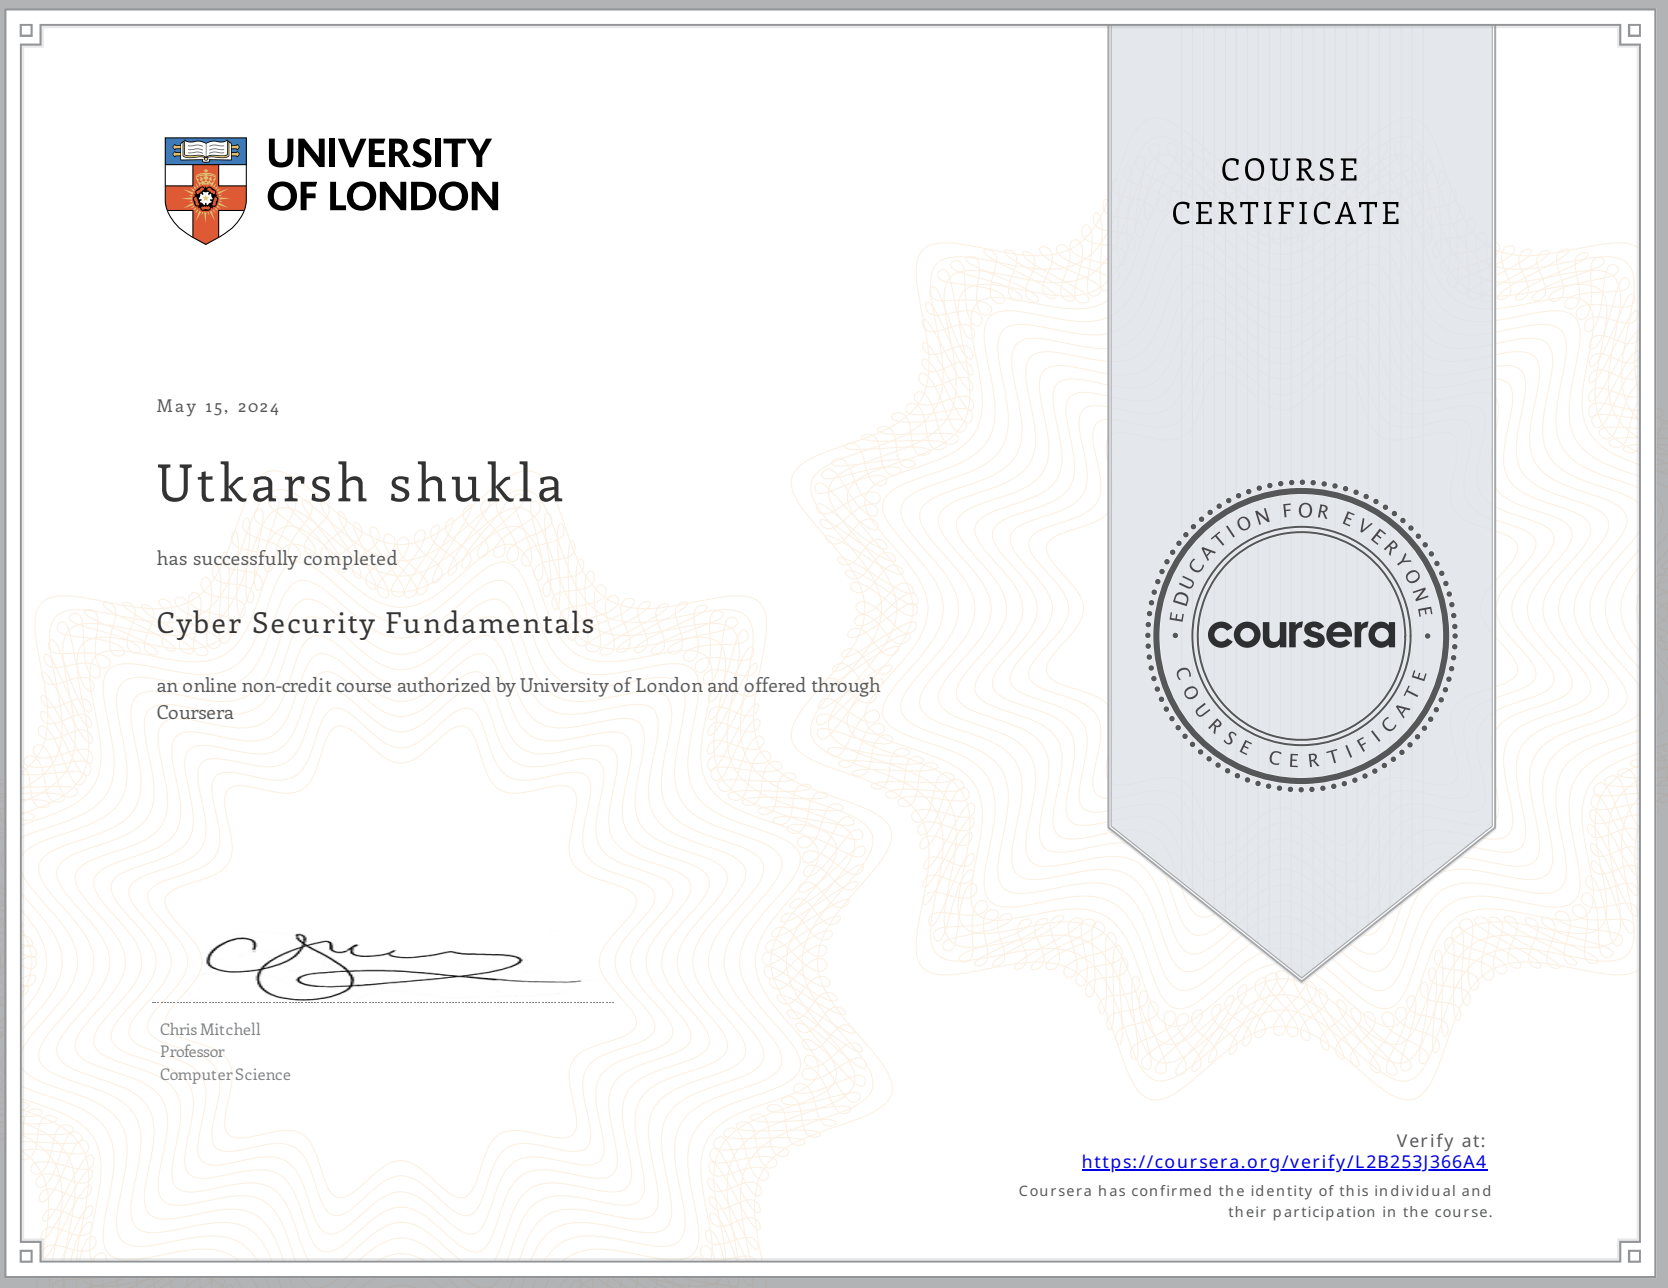 UNIVERSITY
OF LONDON
COURSE
CERTIFICATE
May 15, 2024
Utkarsh shukla
has successfully completed
Cyber Security Fundamentals
an online non-credit course authorized by University of London and offered through
Coursera
EDUCATION FOR EVERYONE
coursera
COURSE CERTIFICATE
Chris Mitchell
Professor
Computer Science
Verify at:
https://coursera.org/verify/L2B253J366A4
Coursera has confirmed the identity of this individual and
their participation in the course.